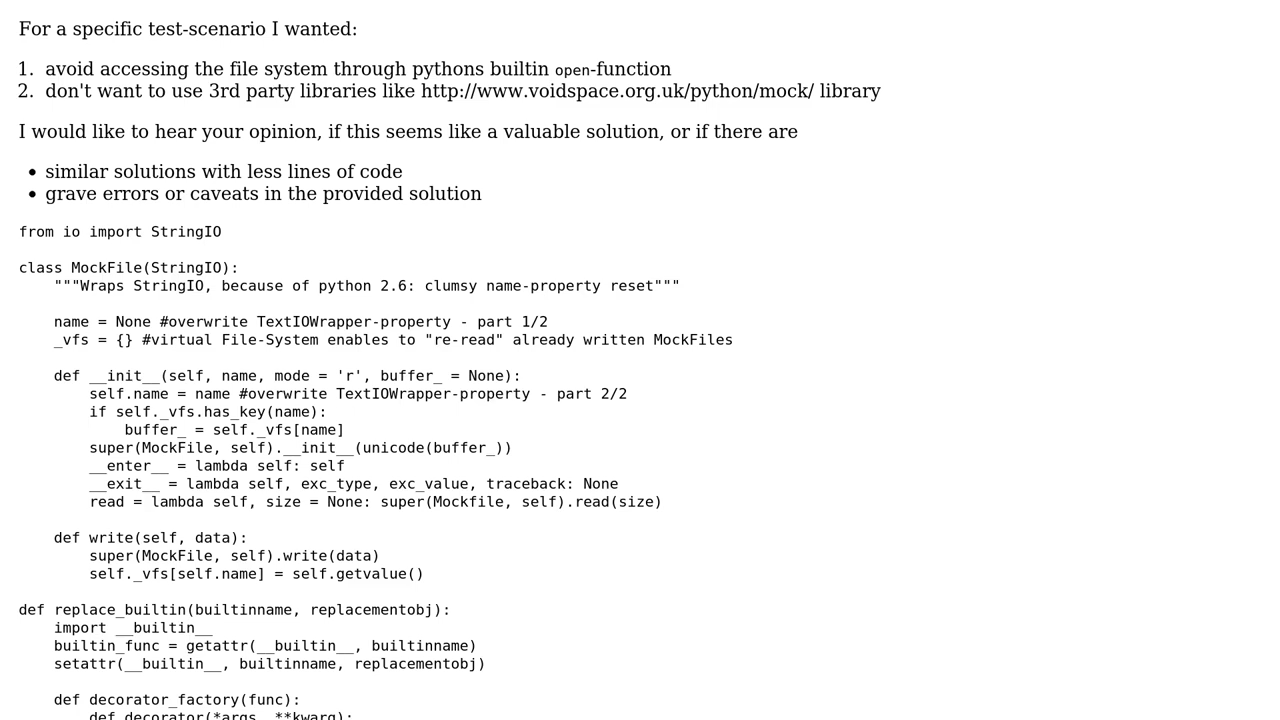 For a specific test-scenario I wanted:
1. avoid accessing the file system through pythons builtin open-function
2. don't want to use 3rd party libraries like http://www.voidspace.org.uk/python/mock/ library
I would like to hear your opinion, if this seems like a valuable solution, or if there are
• similar solutions with less lines of code
• grave errors or caveats in the provided solution
from io import StringIO
class MockFile(StringIO):
    """Wraps StringIO, because of python 2.6: clumsy name-property reset"""
    name = None #overwrite TextIOWrapper-property - part 1/2
    _vfs = {} #virtual File-System enables to "re-read" already written MockFiles
    def __init__(self, name, mode = 'r', buffer_ = None):
        self.name = name #overwrite TextIOWrapper-property - part 2/2
        if self._vfs.has_key(name):
            buffer_ = self._vfs[name]
        super(MockFile, self).__init__(unicode(buffer_))
        __enter__ = lambda self: self
        __exit__ = lambda self, exc_type, exc_value, traceback: None
        read = lambda self, size = None: super(Mockfile, self).read(size)
    def write(self, data):
        super(MockFile, self).write(data)
        self._vfs[self.name] = self.getvalue()
def replace_builtin(builtinname, replacementobj):
    import __builtin__
    builtin_func = getattr(__builtin__, builtinname)
    setattr(__builtin__, builtinname, replacementobj)
    def decorator_factory(func):
        def decorator(*args, **kwarg):